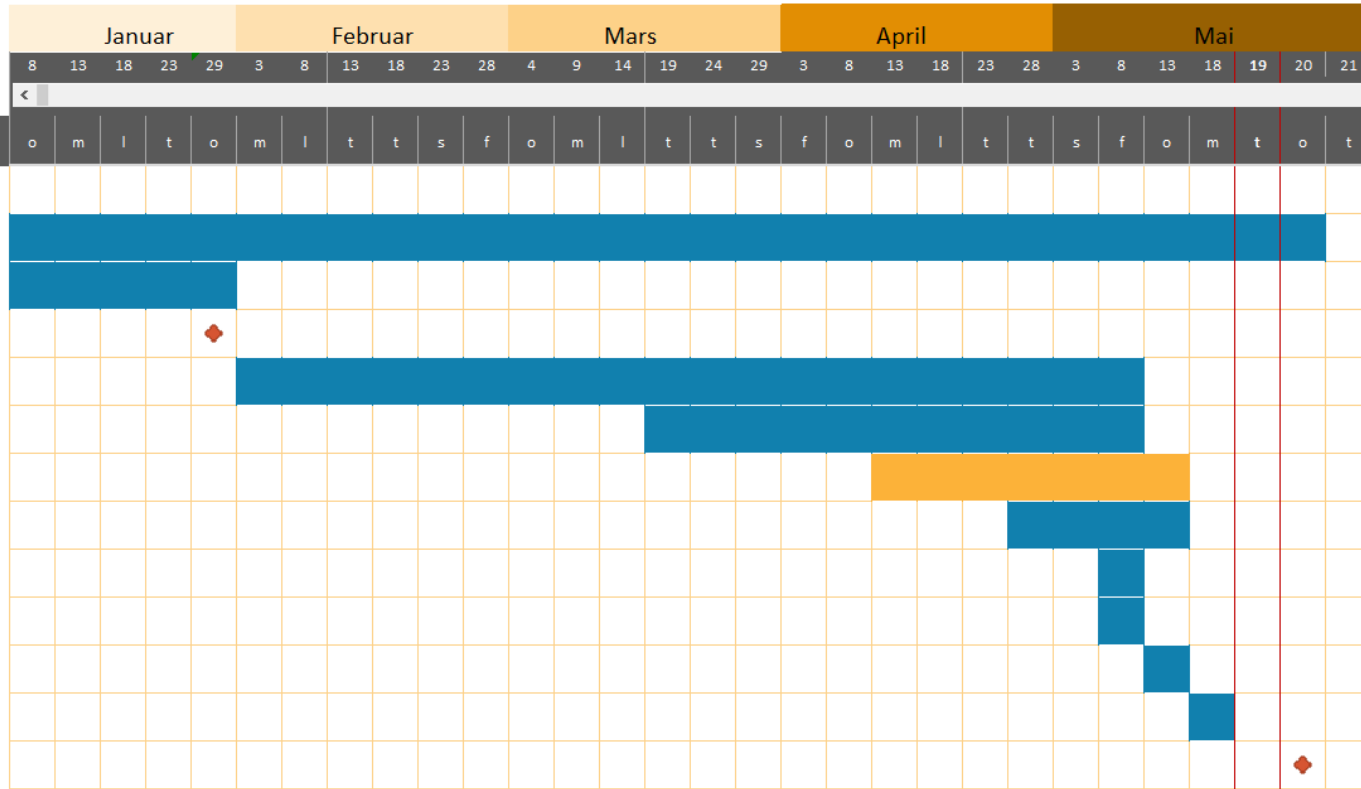 Januar Februar Mars April Mai
8 13 18 23 29 3 8 13 18 23 28 4 9 14 19 24 29 3 8 13 18 23 28 3 8 13 18 19 20 21
o m l t o m l t t s f o m l t t s f o m l t t s f o m t o t